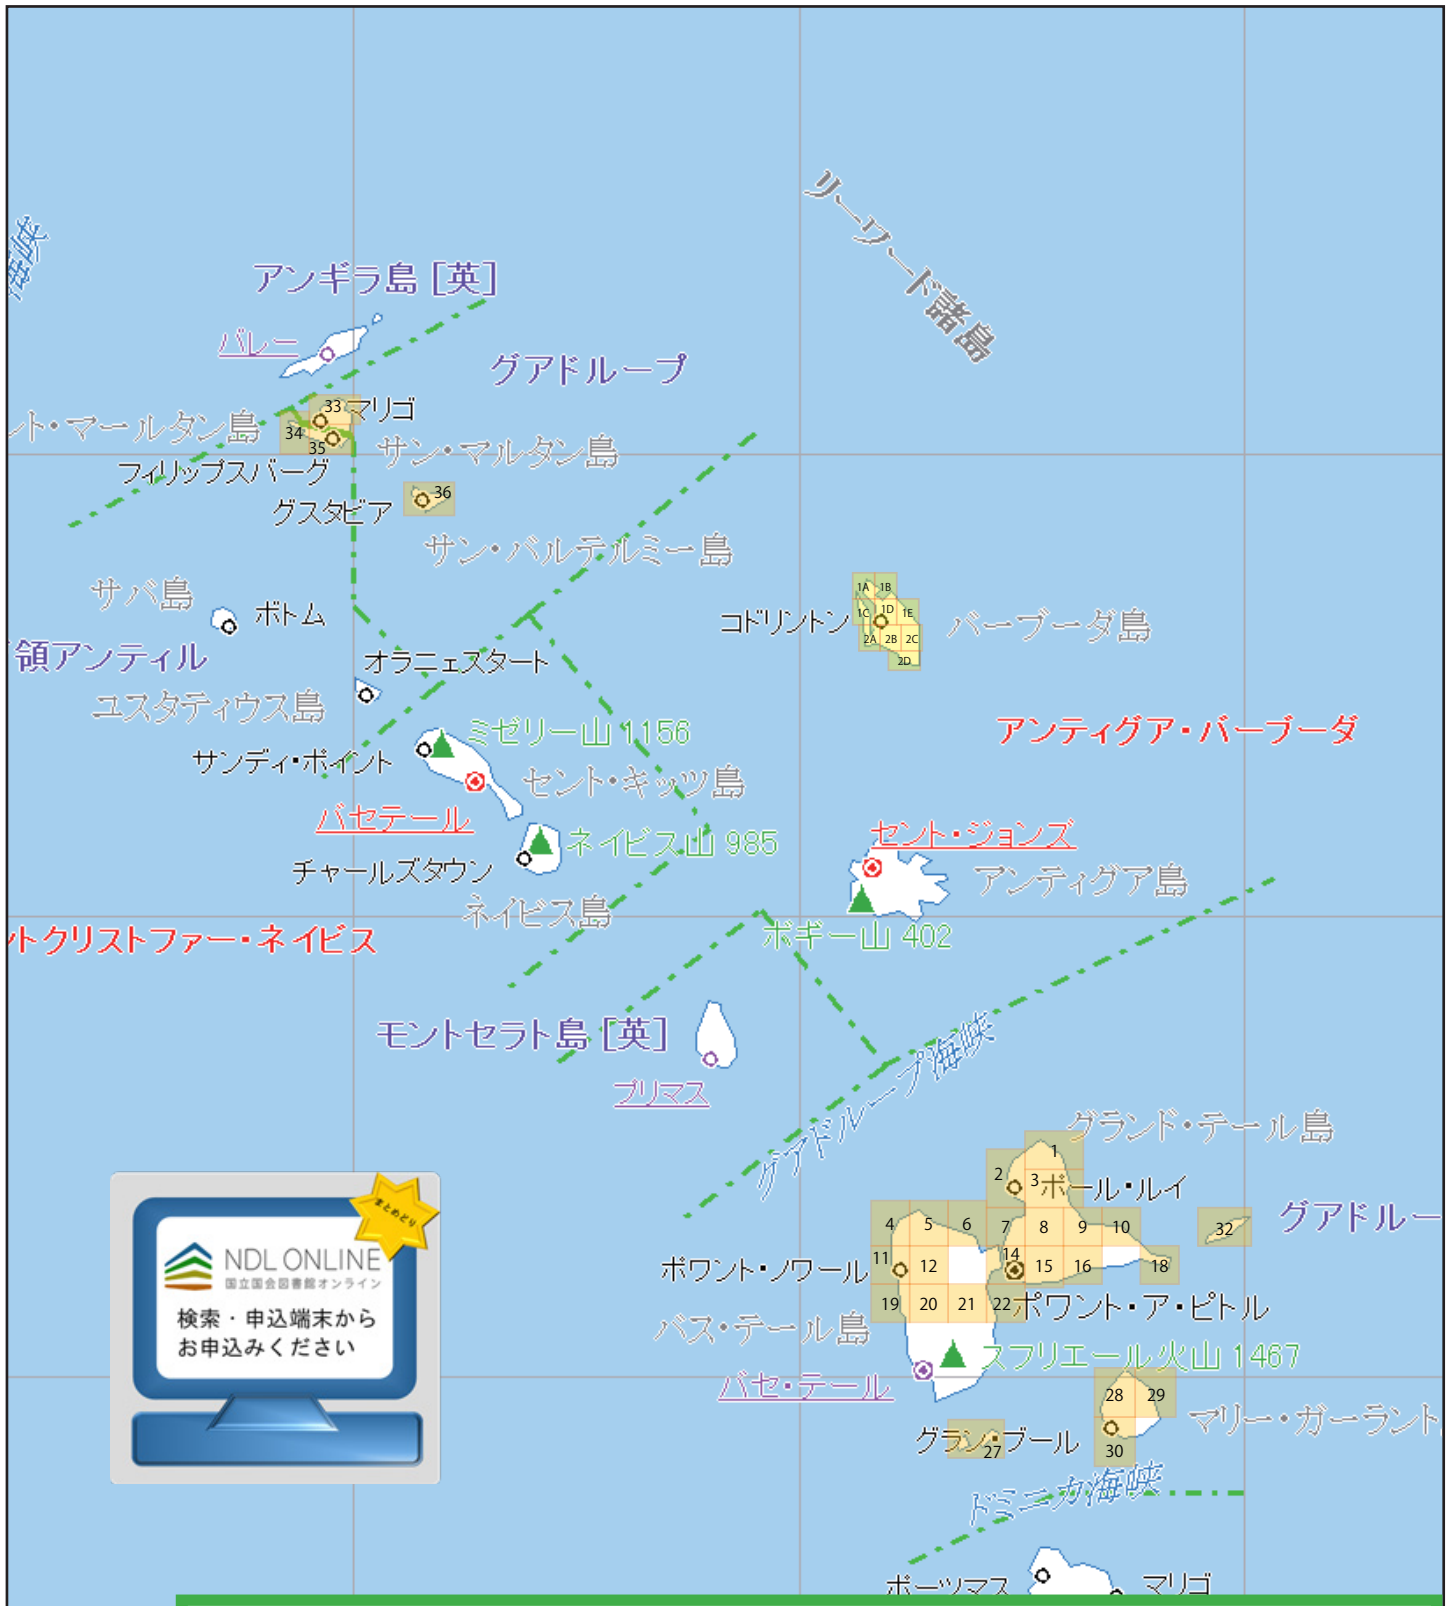 海峡
リーワード諸島
アンギラ島 [英]
バレー
グアドループ
33
マリゴ
ント・マールタン島
34
35
サン・マルタン島
フィリップスバーグ
36
グスタビア
サン・バルテルミー島
サバ島
ボトム
1A 1B
1C 1D 1E
2A 2B 2C
2D
コドリントン
バーブーダ島
領アンティル
オラニェスタート
ユスタティウス島
ミゼリー山 1156
アンティグア・バーブーダ
サンディ・ポイント
セント・キッツ島
バセテール
セント・ジョンズ
ネイビス山 985
チャールズタウン
アンティグア島
ネイビス島
ボギー山 402
トクリストファー・ネイビス
モントセラト島 [英]
グアドループ海峡
プリマス
グランド・テール島
1
2 3
ポール・ルイ
4 5 6 7 8 9 10
32
グアドルー
11 12 14 15 16 18
ポワント・ノワール
19 20 21 22
ポワント・ア・ピトル
バス・テール島
スフリエール火山 1467
バセ・テール
28 29
マリー・ガーラント
グラン・ブール
27
30
ドミニカ海峡
ポーツマス
マリゴ
まとめどり
NDL ONLINE
国立国会図書館オンライン
検索・申込端末から
お申込みください